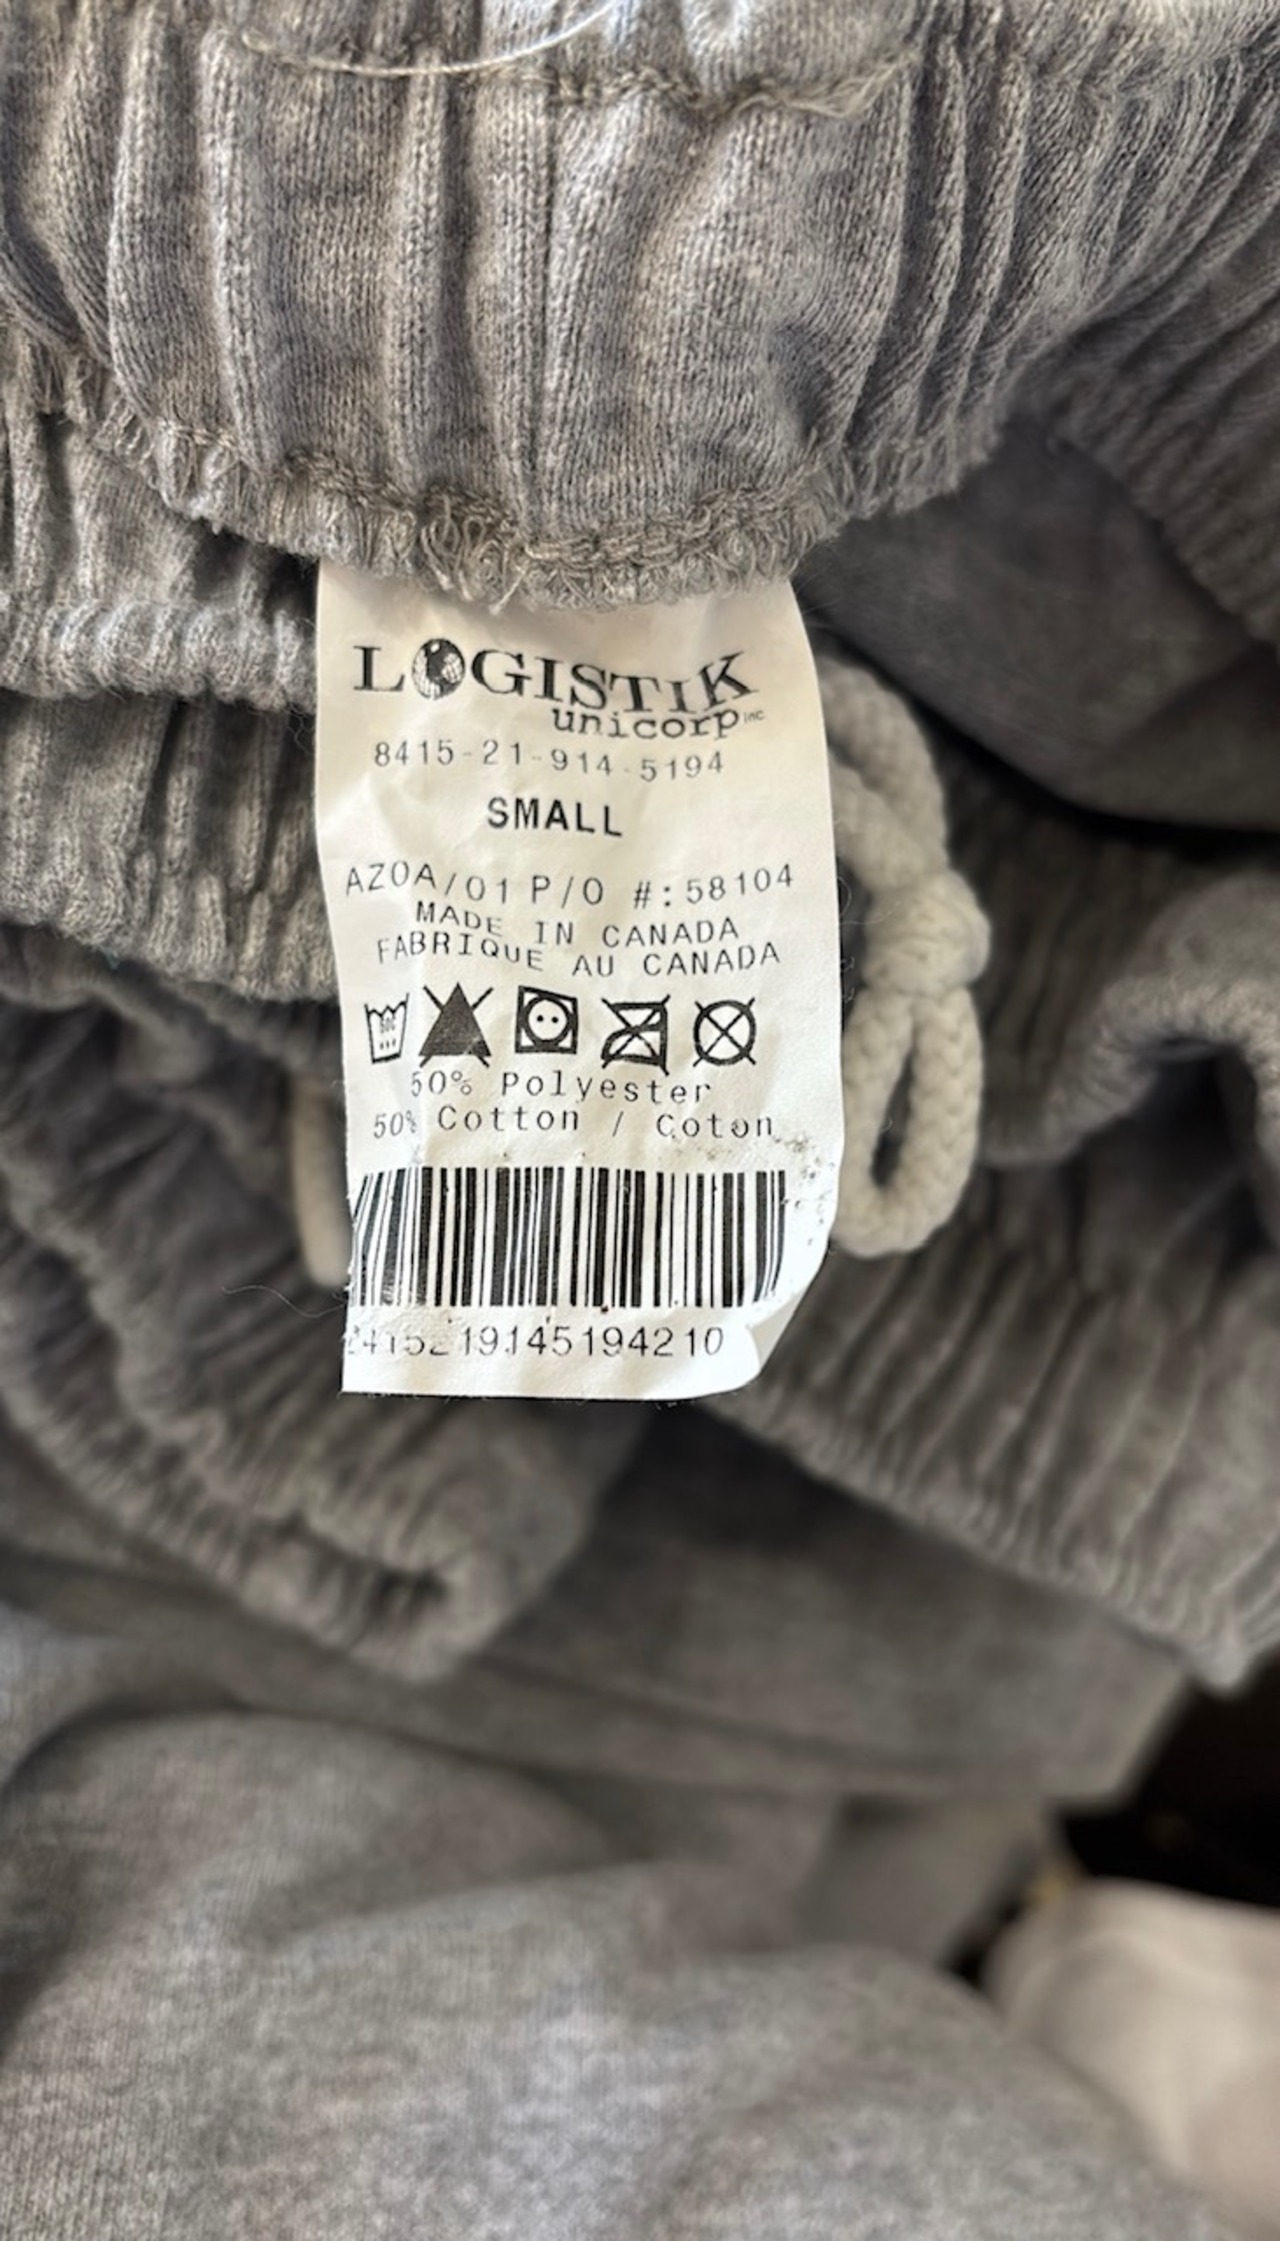 LOGISTIK
unicorp inc
8415-21-914-5194
SMALL
AZOA/01 P/O #:58104
MADE IN CANADA
FABRIQUE AU CANADA
50% Polyester
50% Cotton / Coton